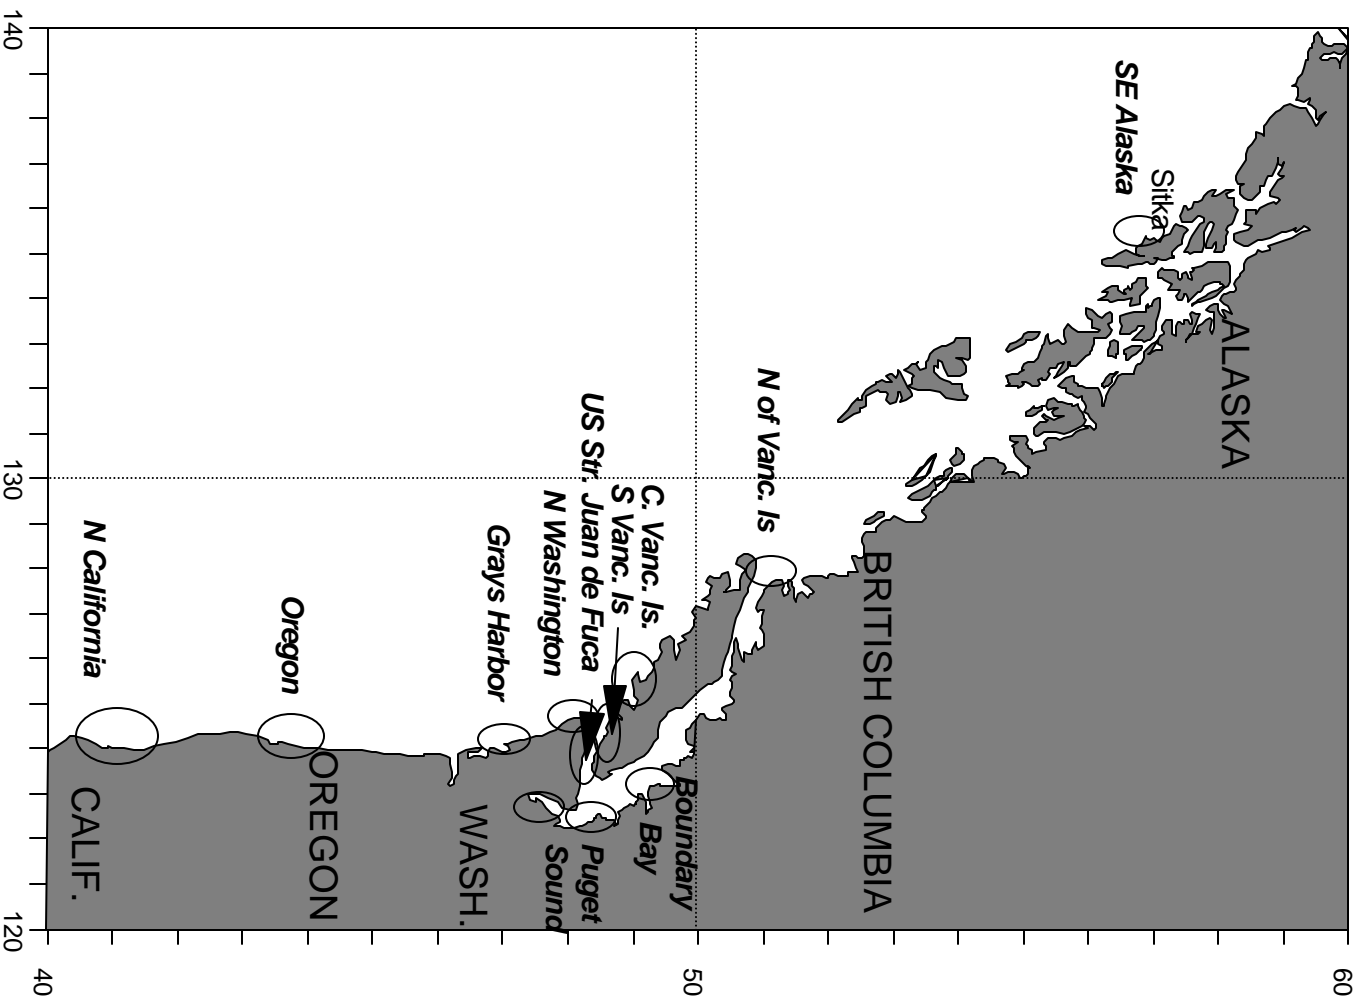 60
ALASKA
Sitka
SE Alaska
BRITISH COLUMBIA
N of Vanc. Is
50
Boundary
Bay
C. Vanc. Is.
S Vanc. Is
US Str. Juan de Fuca
N Washington
Puget
Sound
Grays Harbor
WASH.
OREGON
Oregon
N California
CALIF.
40
140
130
120